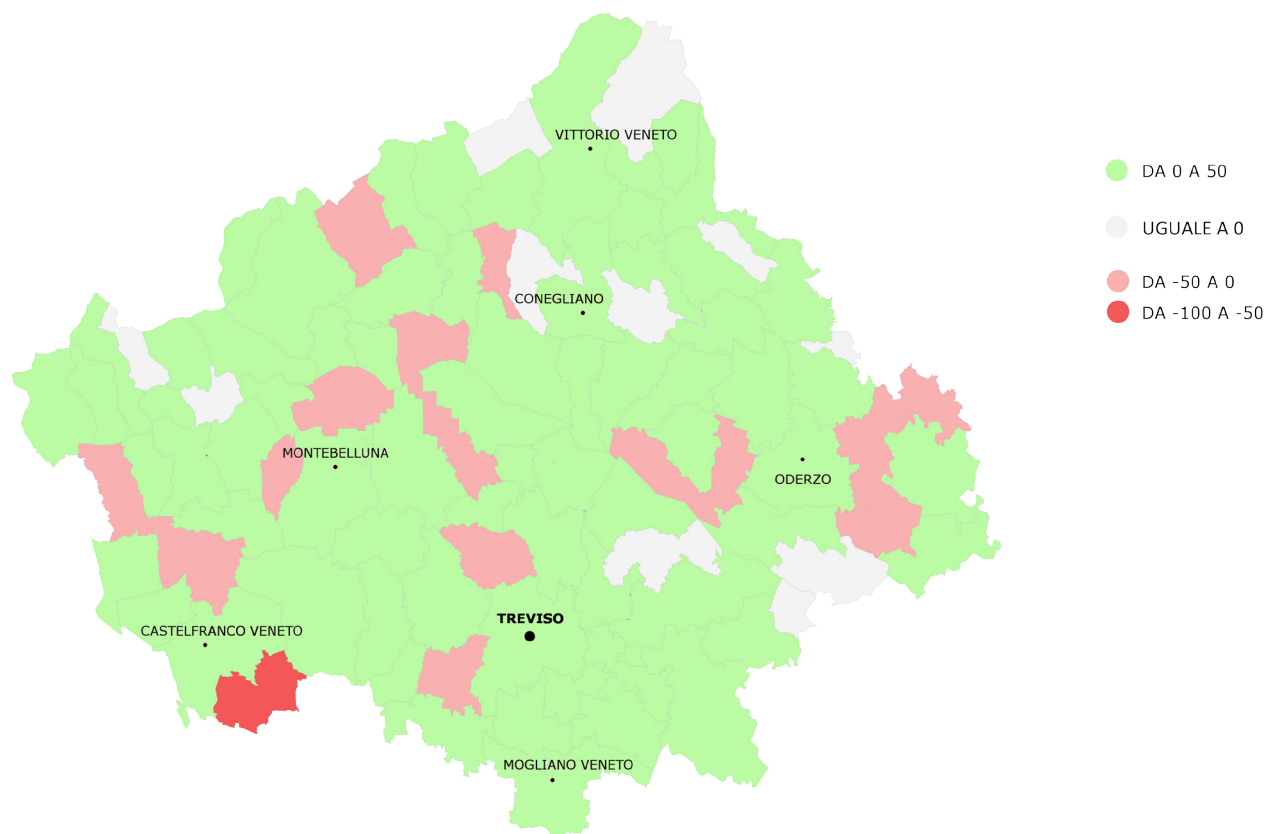 VITTORIO VENETO
CONEGLIANO
MONTEBELLUNA
ODERZO
TREVISO
CASTELFRANCO VENETO
MOGLIANO VENETO
DA 0 A 50
UGUALE A 0
DA -50 A 0
DA -100 A -50